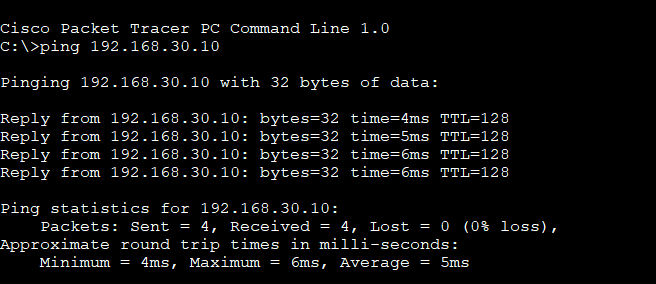 Cisco Packet Tracer PC Command Line 1.0
C:\>ping 192.168.30.10
Pinging 192.168.30.10 with 32 bytes of data:
Reply from 192.168.30.10: bytes=32 time=4ms TTL=128
Reply from 192.168.30.10: bytes=32 time=5ms TTL=128
Reply from 192.168.30.10: bytes=32 time=6ms TTL=128
Reply from 192.168.30.10: bytes=32 time=6ms TTL=128
Ping statistics for 192.168.30.10:
    Packets: Sent = 4, Received = 4, Lost = 0 (0% loss),
Approximate round trip times in milli-seconds:
    Minimum = 4ms, Maximum = 6ms, Average = 5ms